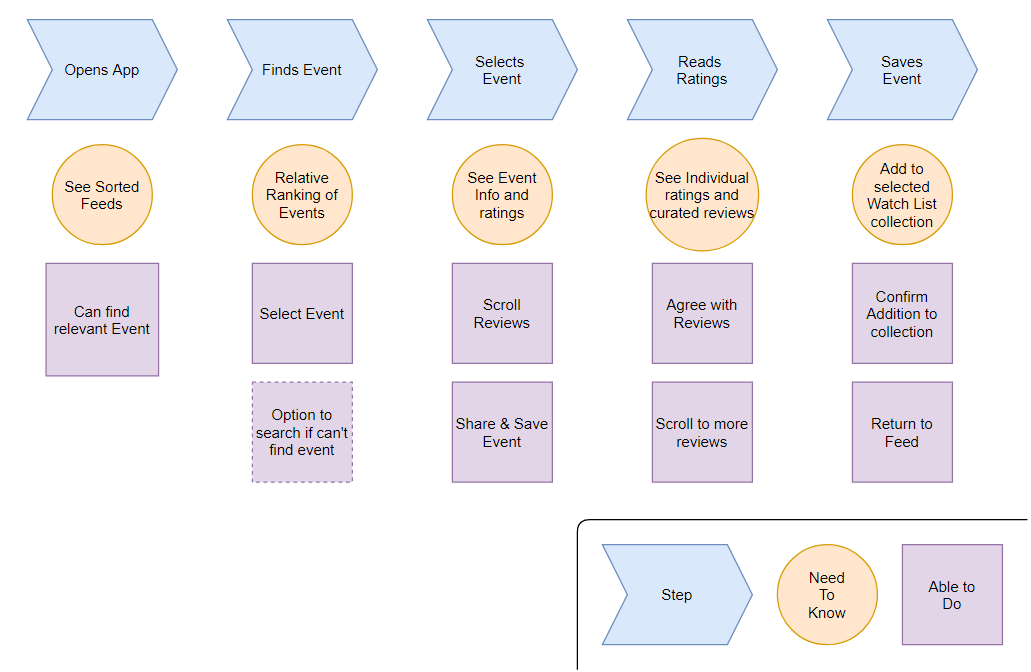 Opens App
Finds Event
Selects
Event
Reads
Ratings
Saves
Event
See Sorted
Feeds
Relative
Ranking of
Events
See Event
Info and
ratings
See Individual
ratings and
curated reviews
Add to
selected
Watch List
collection
Can find
relevant Event
Select Event
Scroll
Reviews
Agree with
Reviews
Confirm
Addition to
collection
Option to
search if can't
find event
Share & Save
Event
Scroll to more
reviews
Return to
Feed
Step
Need
To
Know
Able to
Do